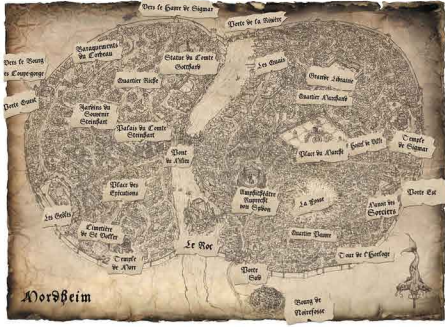 Vers le Havre de Sigmar
Porte de la Rivière
Vers le Bourg
des Coupe-gorge
Baraquements
du Corbeau
Statue du Comte
Gotthard
Les Quais
Quartier Riche
Grande Librairie
Porte Ouest
Quartier Marchand
Jardins du
Souvenir
Steinhart
Palais du Comte
Steinhart
Temple
de Sigmar
Pont
Place du Marché
Hôtel de Ville
Place des
Exécutions
Amphithéâtre
La Fosse
Porte Est
Manoir des
Sorciers
Les Geôles
Cimetière
de St Voller
Quartier Pauvre
Le Roc
Tour de l'Horloge
Temple
de Morr
Porte
Sud
Mordheim
Bourg de
Noirefosse